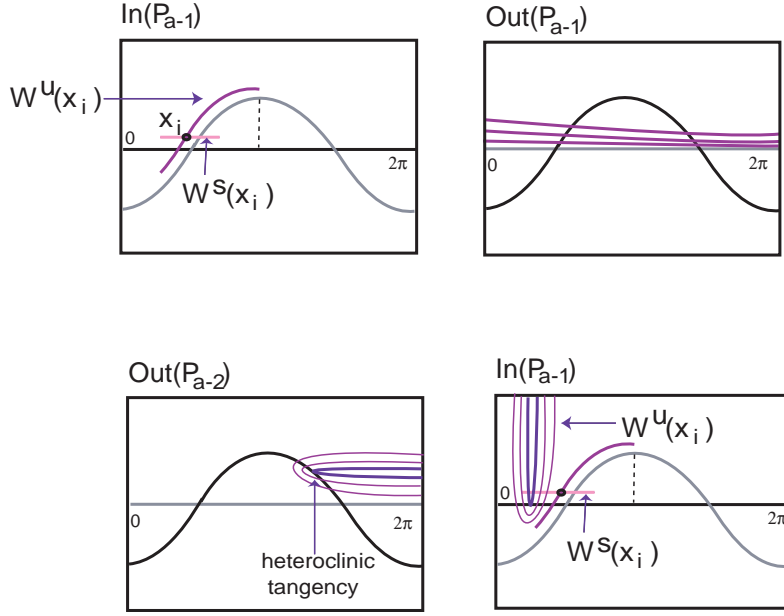 In(Pₐ₋₁)
Wᵘ(xᵢ)
xᵢ
0
2π
Wˢ(xᵢ)
Out(Pₐ₋₁)
0
2π
Out(Pₐ₋₂)
0
2π
heteroclinic
tangency
In(Pₐ₋₁)
Wᵘ(xᵢ)
0
2π
Wˢ(xᵢ)